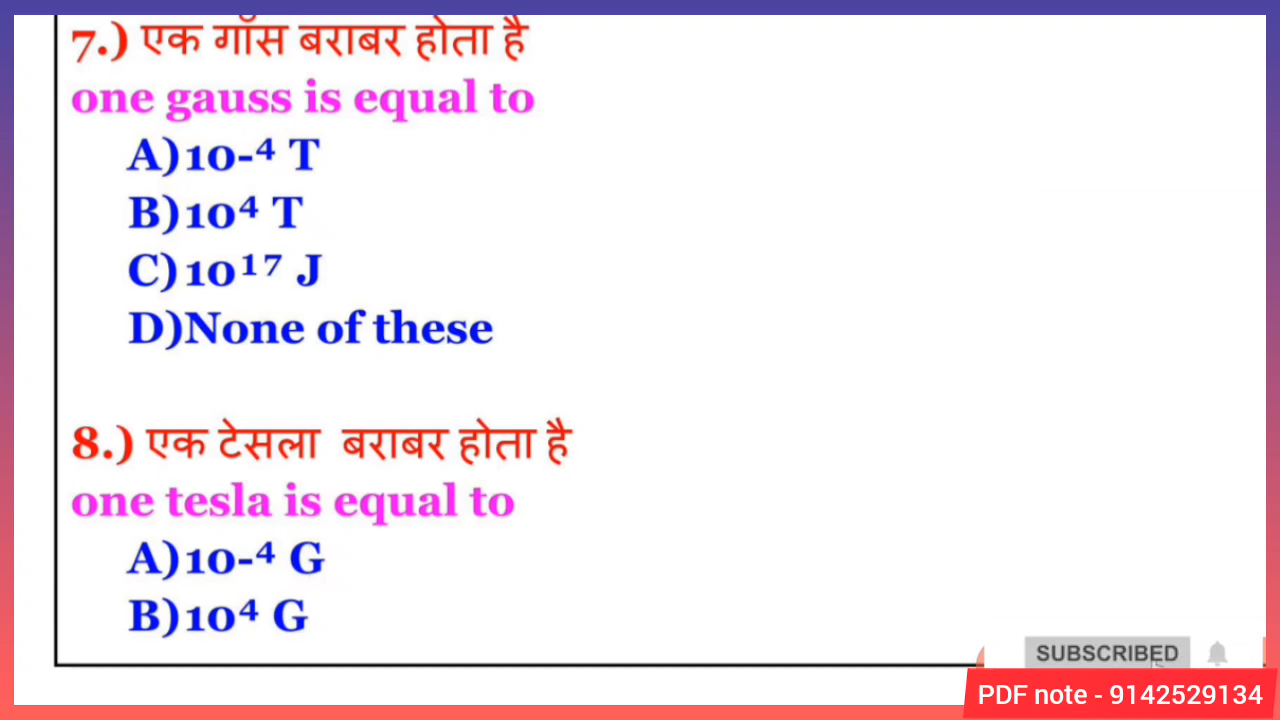 7.) एक गॉस बराबर होता है
one gauss is equal to
A)10-⁴ T
B)10⁴ T
C)10¹⁷ J
D)None of these
8.) एक टेसला बराबर होता है
one tesla is equal to
A)10-⁴ G
B)10⁴ G
SUBSCRIBED
PDF note - 9142529134